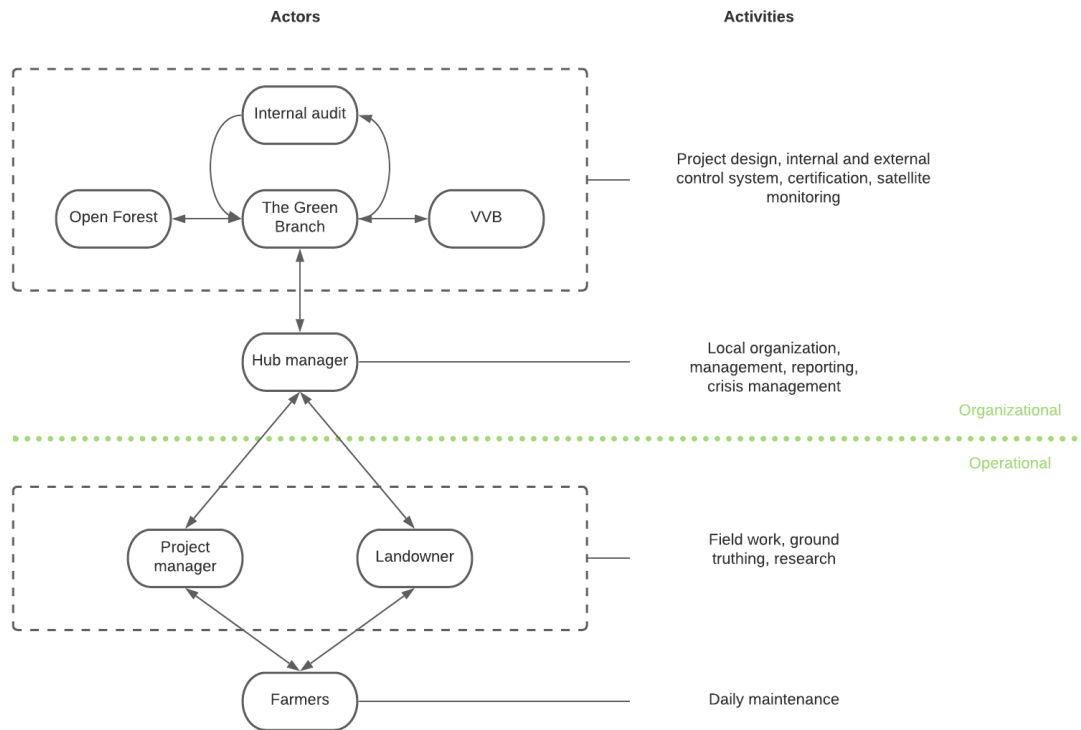 Actors
Activities
Internal audit
Project design, internal and external
control system, certification, satellite
monitoring
Open Forest
The Green
Branch
VVB
Hub manager
Local organization,
management, reporting,
crisis management
Organizational
Operational
Project
manager
Landowner
Field work, ground
truthing, research
Farmers
Daily maintenance